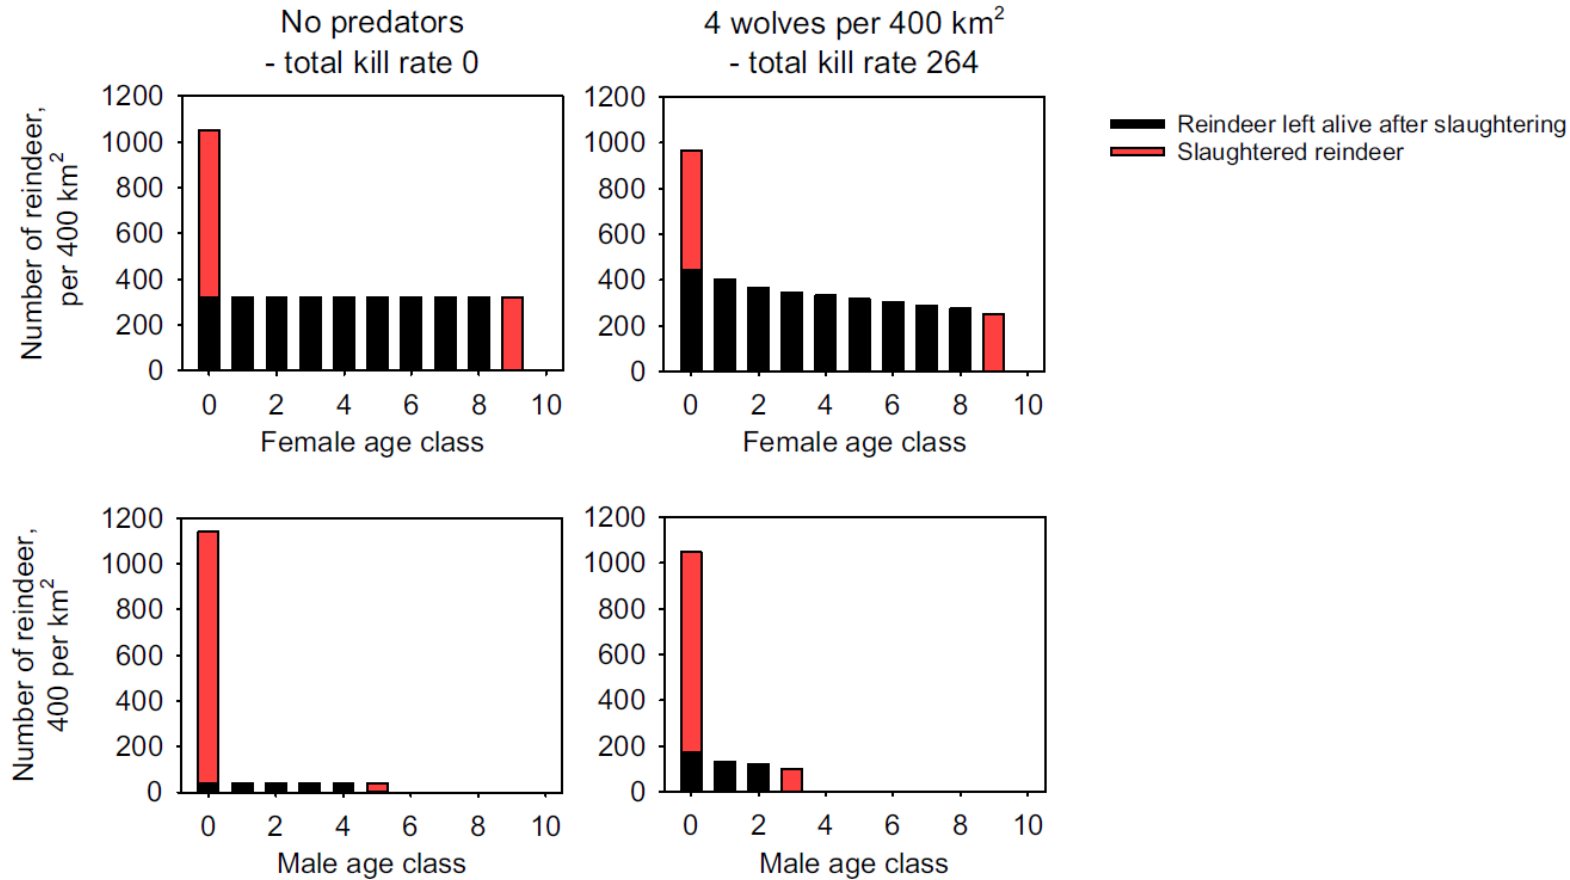 No predators
- total kill rate 0
4 wolves per 400 km²
- total kill rate 264
Reindeer left alive after slaughtering
Slaughtered reindeer
Number of reindeer,
per 400 km²
1200
1000
800
600
400
200
0
0 2 4 6 8 10
Female age class
1200
1000
800
600
400
200
0
0 2 4 6 8 10
Female age class
Number of reindeer,
400 per km²
1200
1000
800
600
400
200
0
0 2 4 6 8 10
Male age class
1200
1000
800
600
400
200
0
0 2 4 6 8 10
Male age class